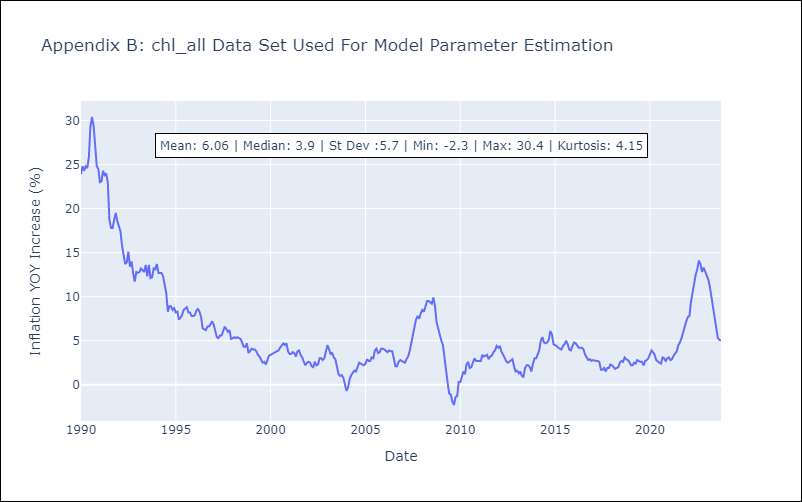 Appendix B: chl_all Data Set Used For Model Parameter Estimation
Mean: 6.06 | Median: 3.9 | St Dev :5.7 | Min: -2.3 | Max: 30.4 | Kurtosis: 4.15
Inflation YOY Increase (%)
30
25
20
15
10
5
0
1990 1995 2000 2005 2010 2015 2020
Date